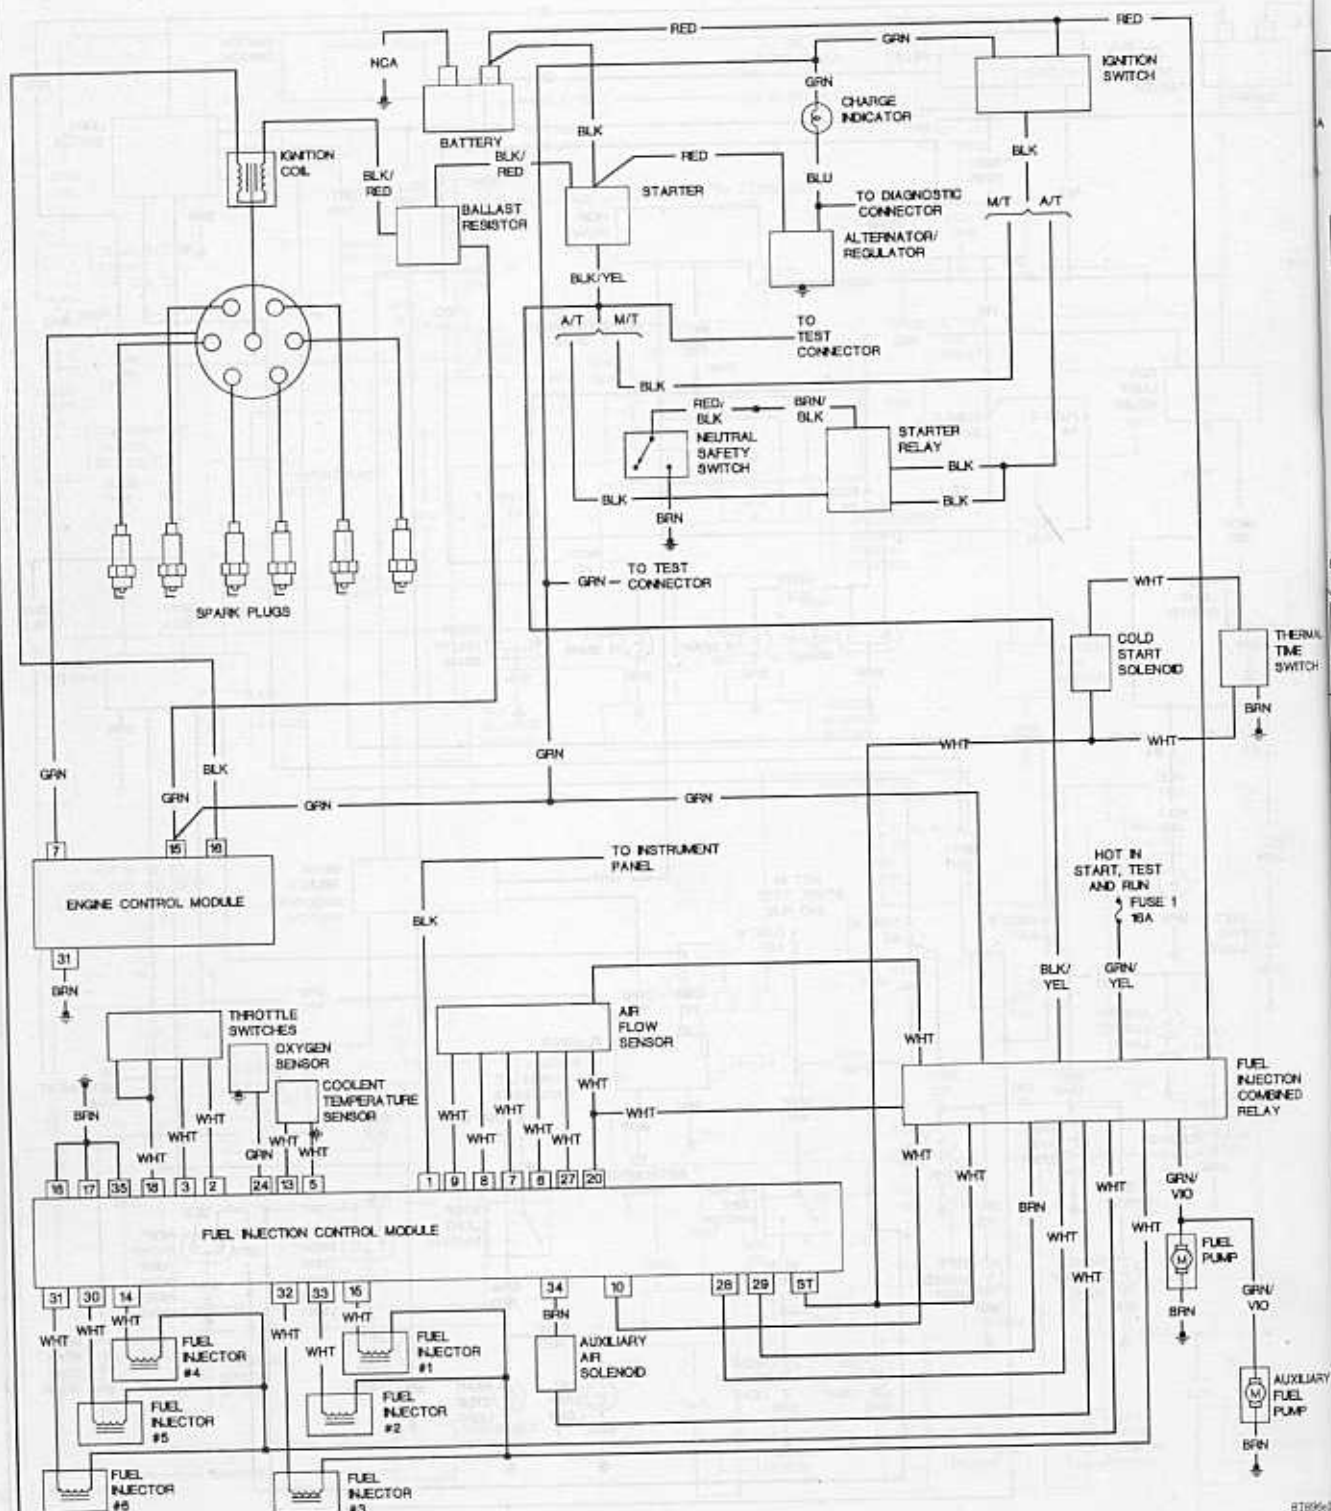 RED
RED
GRN
NCA
GRN
IGNITION
SWITCH
CHARGE
INDICATOR
BATTERY
BLK
BLK
IGNITION
COIL
BLK/
RED
BLK/
RED
RED
STARTER
BLU
M/T
A/T
TO DIAGNOSTIC
CONNECTOR
BALLAST
RESISTOR
ALTERNATOR/
REGULATOR
BLK/YEL
A/T
M/T
TO
TEST
CONNECTOR
BLK
RED/
BLK
BRN/
BLK
NEUTRAL
SAFETY
SWITCH
STARTER
RELAY
BLK
BLK
BLK
BRN
GRN
TO TEST
CONNECTOR
SPARK PLUGS
WHT
COLD
START
SOLENOID
TIME
SWITCH
BRN
WHT
WHT
GRN
GRN
BLK
GRN
GRN
GRN
7
15
16
TO INSTRUMENT
PANEL
HOT IN
START, TEST
AND RUN
FUSE 1
16A
ENGINE CONTROL MODULE
BLK
31
BRN
BLK/
YEL
GRN/
YEL
THROTTLE
SWITCHES
OXYGEN
SENSOR
AIR
FLOW
SENSOR
WHT
COOLENT
TEMPERATURE
SENSOR
FUEL
INJECTION
COMBINED
RELAY
BRN
WHT
WHT
WHT
GRN
WHT
WHT
WHT
WHT
WHT
WHT
WHT
WHT
WHT
WHT
WHT
WHT
GRN/
VIO
16
17
35
18
3
2
24
13
5
1
9
8
7
6
27
20
BRN
WHT
WHT
WHT
FUEL INJECTION CONTROL MODULE
FUEL
PUMP
31
30
14
32
33
15
34
10
28
29
ST
BRN
GRN/
VIO
WHT
WHT
WHT
WHT
WHT
WHT
BRN
FUEL
INJECTOR
#4
FUEL
INJECTOR
#1
AUXILIARY
AIR
SOLENOID
AUXILIARY
FUEL
PUMP
FUEL
INJECTOR
#5
FUEL
INJECTOR
#2
BRN
FUEL
INJECTOR
#6
FUEL
INJECTOR
#3